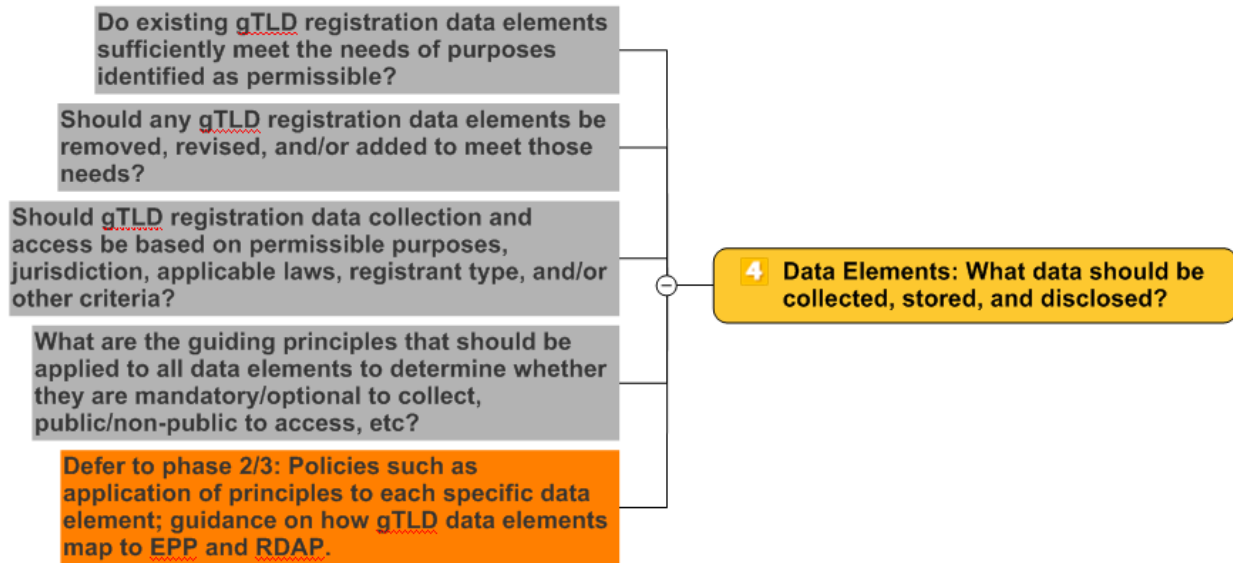 Do existing gTLD registration data elements
sufficiently meet the needs of purposes
identified as permissible?
Should any gTLD registration data elements be
removed, revised, and/or added to meet those
needs?
Should gTLD registration data collection and
access be based on permissible purposes,
jurisdiction, applicable laws, registrant type, and/or
other criteria?
What are the guiding principles that should be
applied to all data elements to determine whether
they are mandatory/optional to collect,
public/non-public to access, etc?
Defer to phase 2/3: Policies such as
application of principles to each specific data
element; guidance on how gTLD data elements
map to EPP and RDAP.
4 Data Elements: What data should be
collected, stored, and disclosed?